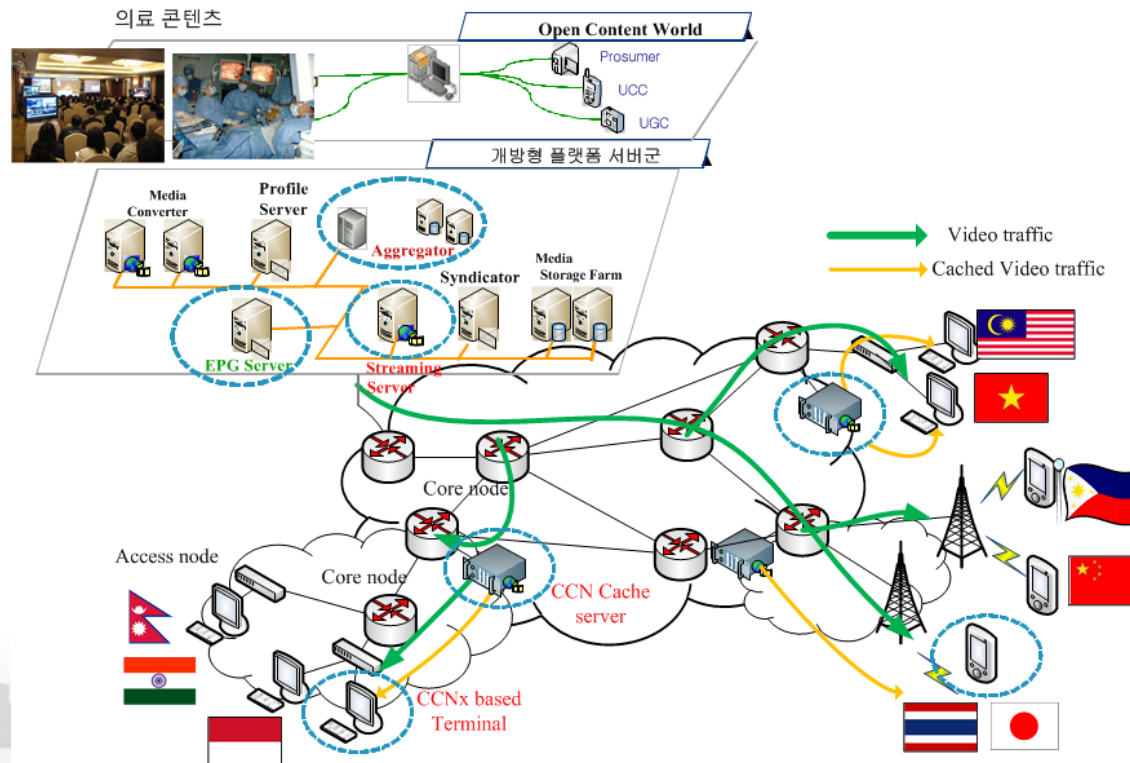 의료 콘텐츠
Open Content World
Prosumer
UCC
UGC
개방형 플랫폼 서버군
Media
Converter
Profile
Server
Aggregator
Syndicator
Media
Storage Farm
EPG Server
Streaming
Server
Video traffic
Cached Video traffic
Core node
Access node
Core node
CCN Cache
server
CCNx based
Terminal